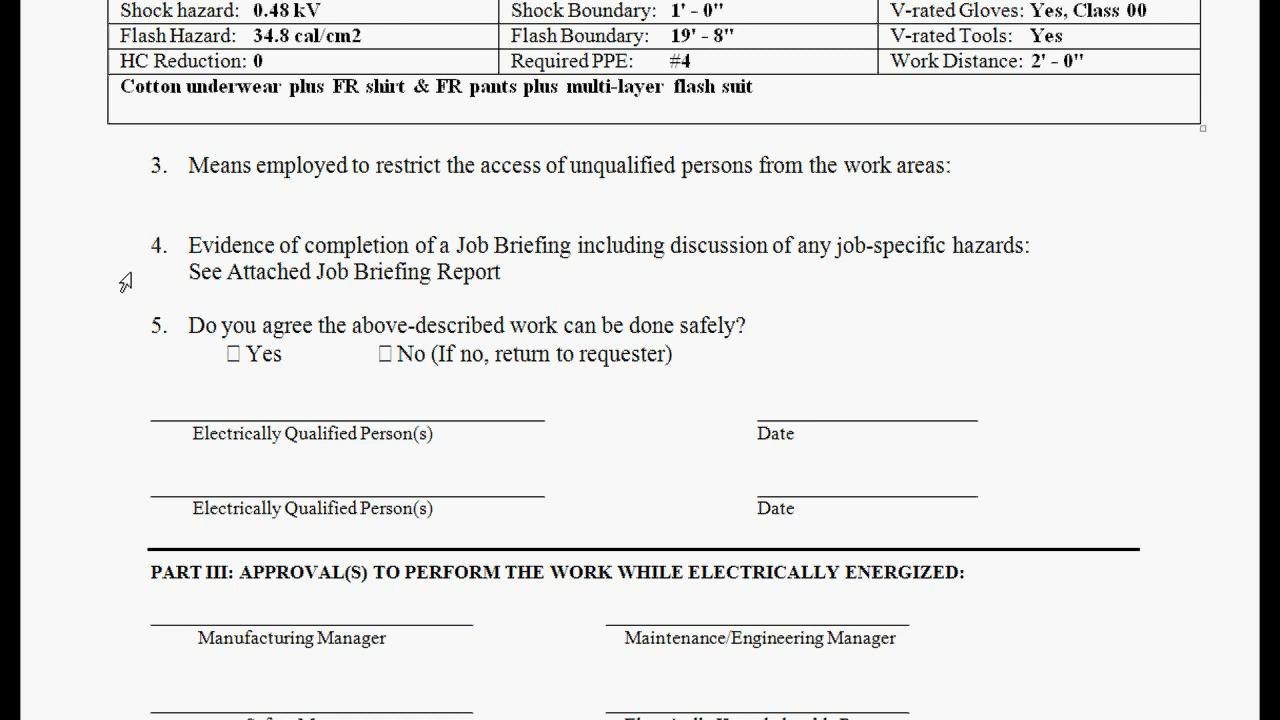 Shock hazard: 0.48 kV Shock Boundary: 1' - 0" V-rated Gloves: Yes, Class 00
Flash Hazard: 34.8 cal/cm2 Flash Boundary: 19' - 8" V-rated Tools: Yes
HC Reduction: 0 Required PPE: #4 Work Distance: 2' - 0"
Cotton underwear plus FR shirt & FR pants plus multi-layer flash suit
3. Means employed to restrict the access of unqualified persons from the work areas:
4. Evidence of completion of a Job Briefing including discussion of any job-specific hazards:
See Attached Job Briefing Report
5. Do you agree the above-described work can be done safely?
☐ Yes ☐ No (If no, return to requester)
Electrically Qualified Person(s) Date
Electrically Qualified Person(s) Date
PART III: APPROVAL(S) TO PERFORM THE WORK WHILE ELECTRICALLY ENERGIZED:
Manufacturing Manager Maintenance/Engineering Manager